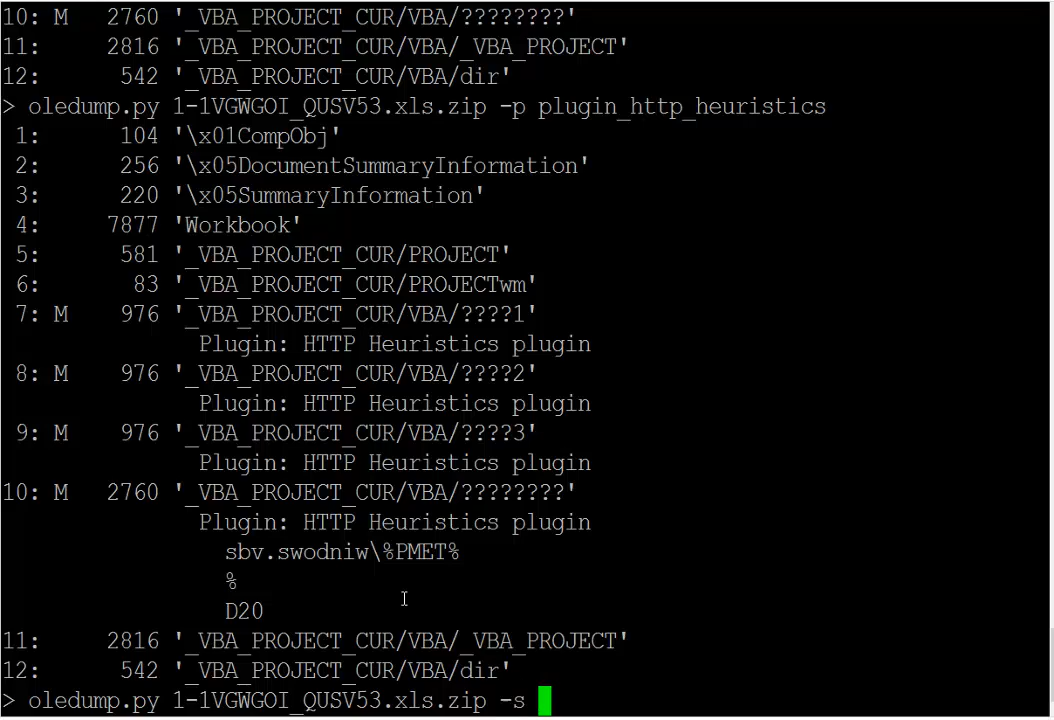 10: M 2760 '_VBA_PROJECT_CUR/VBA/????????'
11: 2816 '_VBA_PROJECT_CUR/VBA/_VBA_PROJECT'
12: 542 '_VBA_PROJECT_CUR/VBA/dir'
> oledump.py 1-1VGWGOI_QUSV53.xls.zip -p plugin_http_heuristics
1: 104 '\x01CompObj'
2: 256 '\x05DocumentSummaryInformation'
3: 220 '\x05SummaryInformation'
4: 7877 'Workbook'
5: 581 '_VBA_PROJECT_CUR/PROJECT'
6: 83 '_VBA_PROJECT_CUR/PROJECTwm'
7: M 976 '_VBA_PROJECT_CUR/VBA/????1'
Plugin: HTTP Heuristics plugin
8: M 976 '_VBA_PROJECT_CUR/VBA/????2'
Plugin: HTTP Heuristics plugin
9: M 976 '_VBA_PROJECT_CUR/VBA/????3'
Plugin: HTTP Heuristics plugin
10: M 2760 '_VBA_PROJECT_CUR/VBA/????????'
Plugin: HTTP Heuristics plugin
sbv.swodniw\%PMET%
%
D20
11: 2816 '_VBA_PROJECT_CUR/VBA/_VBA_PROJECT'
12: 542 '_VBA_PROJECT_CUR/VBA/dir'
> oledump.py 1-1VGWGOI_QUSV53.xls.zip -s